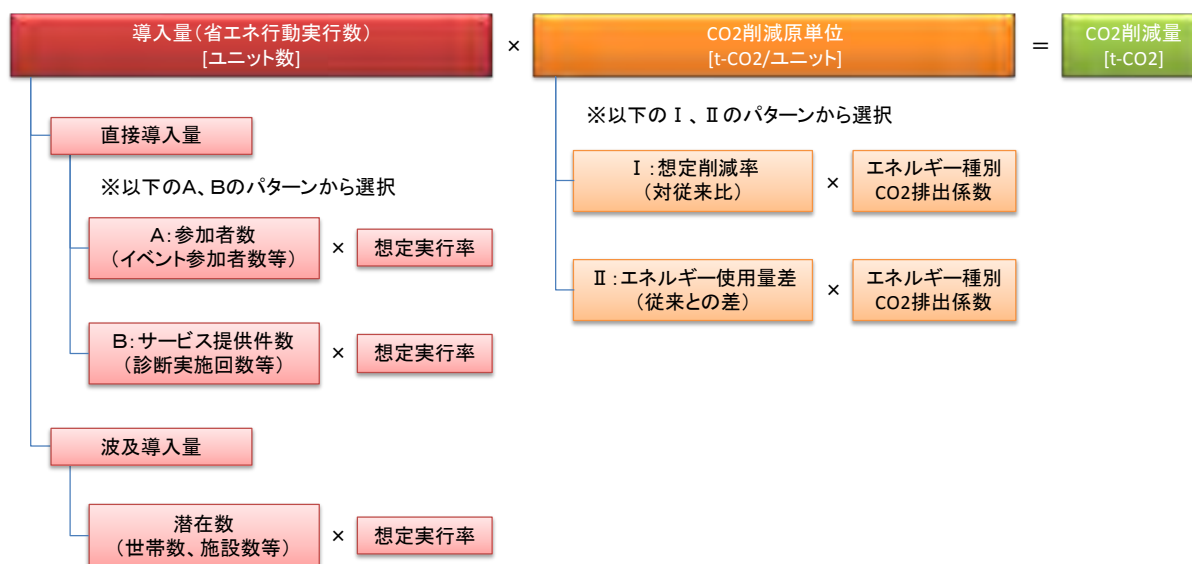 導入量(省エネ行動実行数)
[ユニット数]
×
CO2削減原単位
[t-CO2/ユニット]
=
CO2削減量
[t-CO2]
直接導入量
※以下のA、Bのパターンから選択
A:参加者数
(イベント参加者数等)
×
想定実行率
B:サービス提供件数
(診断実施回数等)
×
想定実行率
波及導入量
潜在数
(世帯数、施設数等)
×
想定実行率
※以下のⅠ、Ⅱのパターンから選択
Ⅰ:想定削減率
(対従来比)
×
エネルギー種別
CO2排出係数
Ⅱ:エネルギー使用量差
(従来との差)
×
エネルギー種別
CO2排出係数